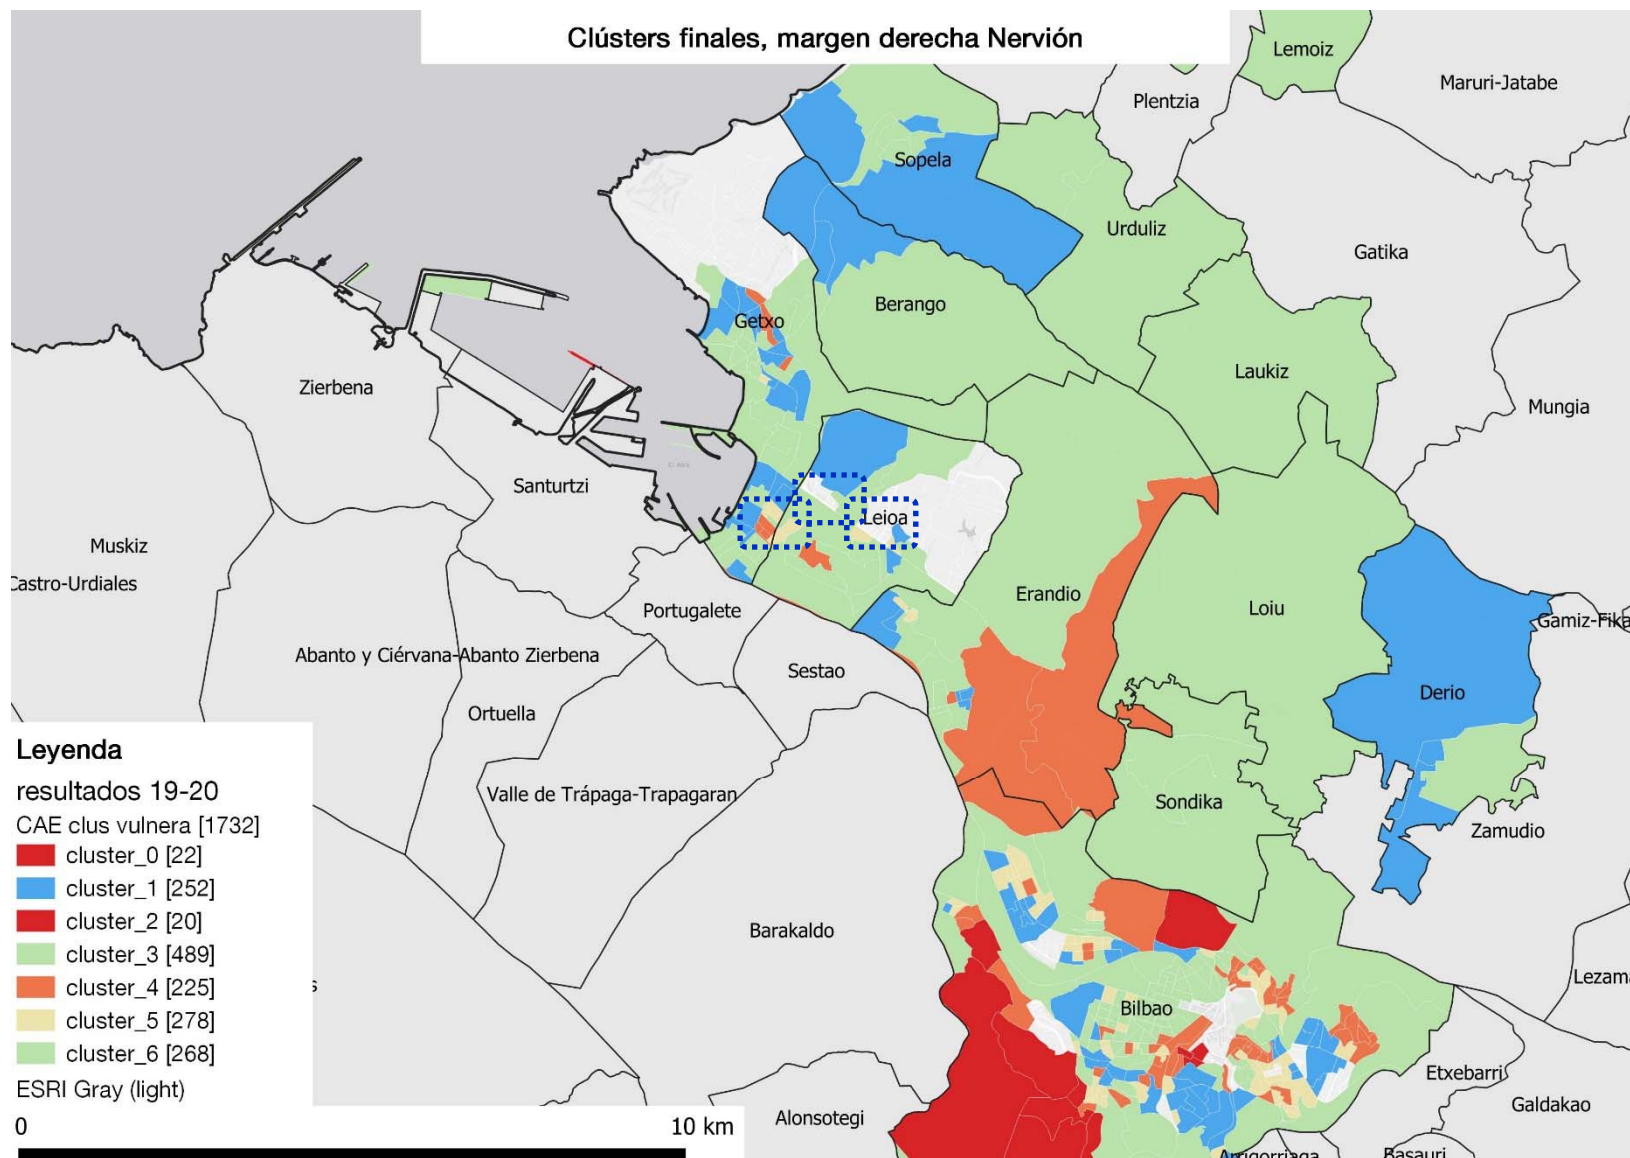 Clústers finales, margen derecha Nervión
Lemoiz
Maruri-Jatabe
Plentzia
Sopela
Urduliz
Gatika
Berango
Getxo
Laukiz
Zierbena
Mungia
Santurtzi
Leioa
Muskiz
Castro-Urdiales
Erandio
Loiu
Portugalete
Gamiz-Fika
Abanto y Ciérvana-Abanto Zierbena
Sestao
Derio
Ortuella
Valle de Trápaga-Trapagaran
Sondika
Zamudio
Barakaldo
Lezam
Bilbao
Etxebarri
Galdakao
Alonsotegi
Arrigorriaga
Basauri
Leyenda
resultados 19-20
CAE clus vulnera [1732]
cluster_0 [22]
cluster_1 [252]
cluster_2 [20]
cluster_3 [489]
cluster_4 [225]
cluster_5 [278]
cluster_6 [268]
ESRI Gray (light)
0
10 km